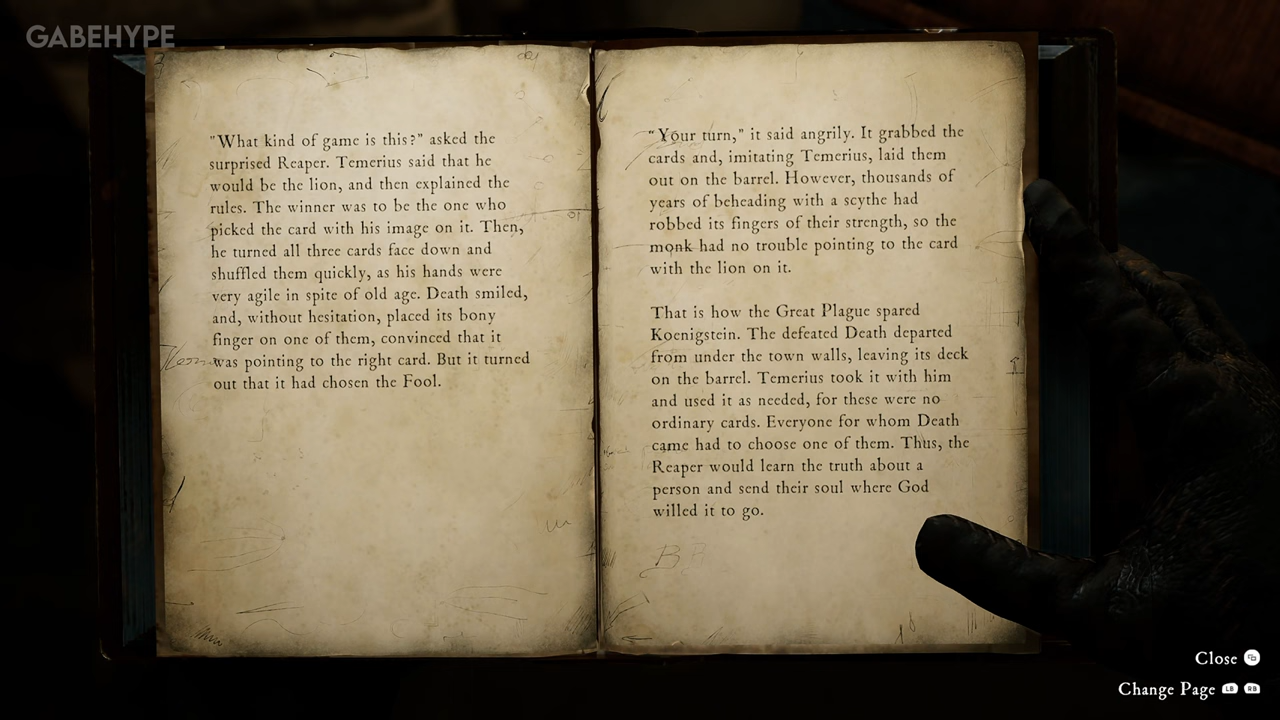 GABEHYPE
"What kind of game is this?" asked the
surprised Reaper. Temerius said that he
would be the lion, and then explained the
rules. The winner was to be the one who
picked the card with his image on it. Then,
he turned all three cards face down and
shuffled them quickly, as his hands were
very agile in spite of old age. Death smiled,
and, without hesitation, placed its bony
finger on one of them, convinced that it
was pointing to the right card. But it turned
out that it had chosen the Fool.
"Your turn," it said angrily. It grabbed the
cards and, imitating Temerius, laid them
out on the barrel. However, thousands of
years of beheading with a scythe had
robbed its fingers of their strength, so the
monk had no trouble pointing to the card
with the lion on it.
That is how the Great Plague spared
Koenigstein. The defeated Death departed
from under the town walls, leaving its deck
on the barrel. Temerius took it with him
and used it as needed, for these were no
ordinary cards. Everyone for whom Death
came had to choose one of them. Thus, the
Reaper would learn the truth about a
person and send their soul where God
willed it to go.
Close
Change Page LB RB